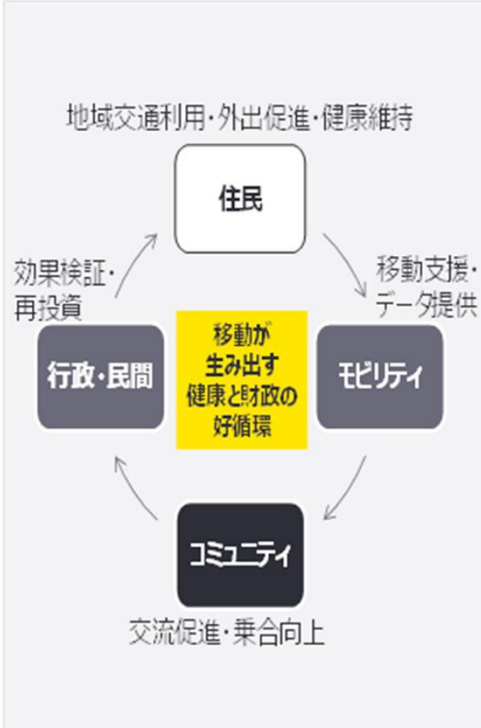 地域交通利用・外出促進・健康維持
住民
効果検証・
再投資
移動支援・
データ提供
行政・民間
移動が
生み出す
健康と財政の
好循環
モビリティ
コミュニティ
交流促進・乗合向上